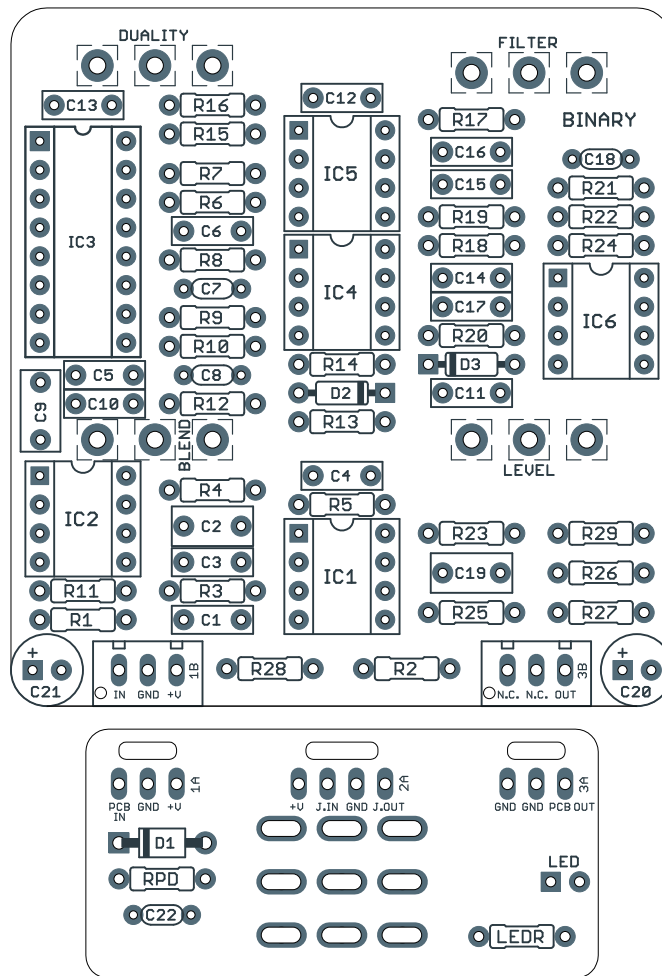 DUALITY
FILTER
C13
R16
C12
R17
BINARY
R15
IC5
C16
C18
R7
C15
R21
R6
R19
R22
C6
R18
R24
IC3
R8
IC4
C14
C7
C17
IC6
R9
R20
R10
R14
D3
C5
C8
D2
C11
C10
R12
C9
R13
BLEND
LEVEL
C4
R4
R5
IC2
C2
R23
R29
C3
IC1
C19
R26
R11
R3
R1
C1
R25
R27
+
C21
IN GND +V
1B
R28
R2
N.C. N.C. OUT
3B
+
C20
1A
PCB IN GND +V
2A
+V J.IN GND J.OUT
3A
GND GND PCB OUT
D1
RPD
LED
C22
LEDR